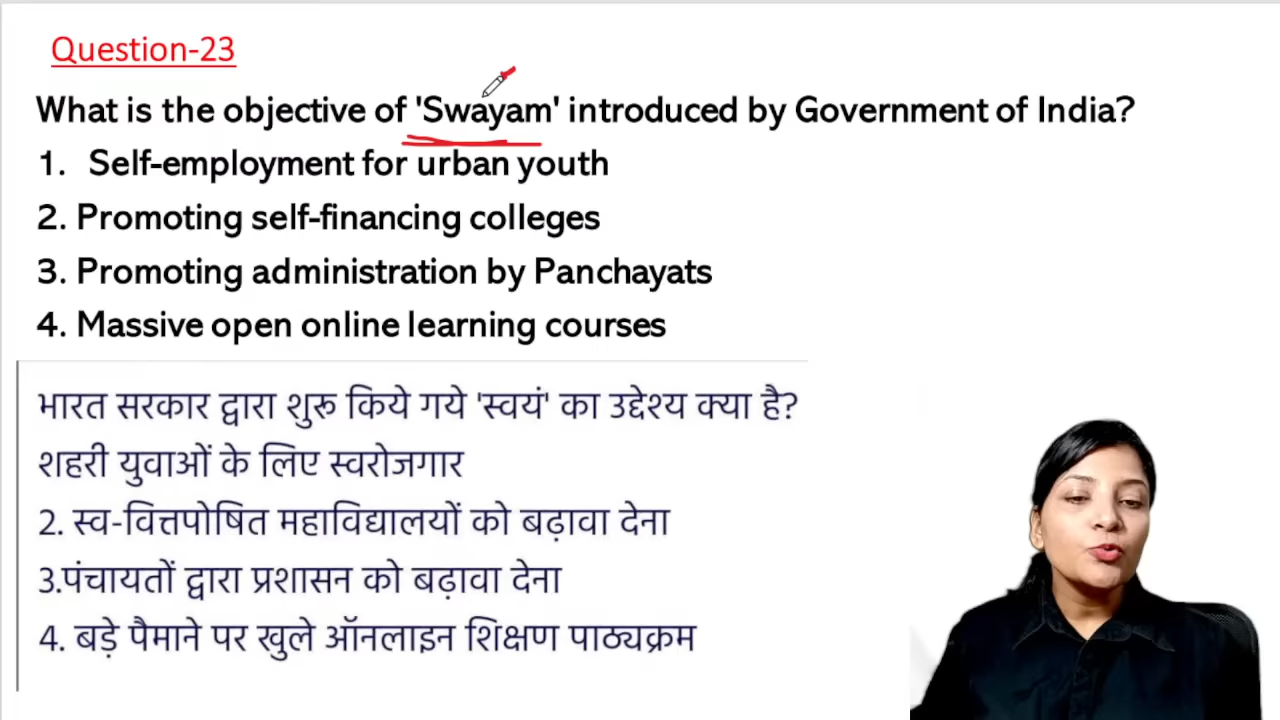 Question-23
What is the objective of 'Swayam' introduced by Government of India?
1. Self-employment for urban youth
2. Promoting self-financing colleges
3. Promoting administration by Panchayats
4. Massive open online learning courses
भारत सरकार द्वारा शुरू किये गये 'स्वयं' का उद्देश्य क्या है?
शहरी युवाओं के लिए स्वरोजगार
2. स्व-वित्तपोषित महाविद्यालयों को बढ़ावा देना
3.पंचायतों द्वारा प्रशासन को बढ़ावा देना
4. बड़े पैमाने पर खुले ऑनलाइन शिक्षण पाठ्यक्रम